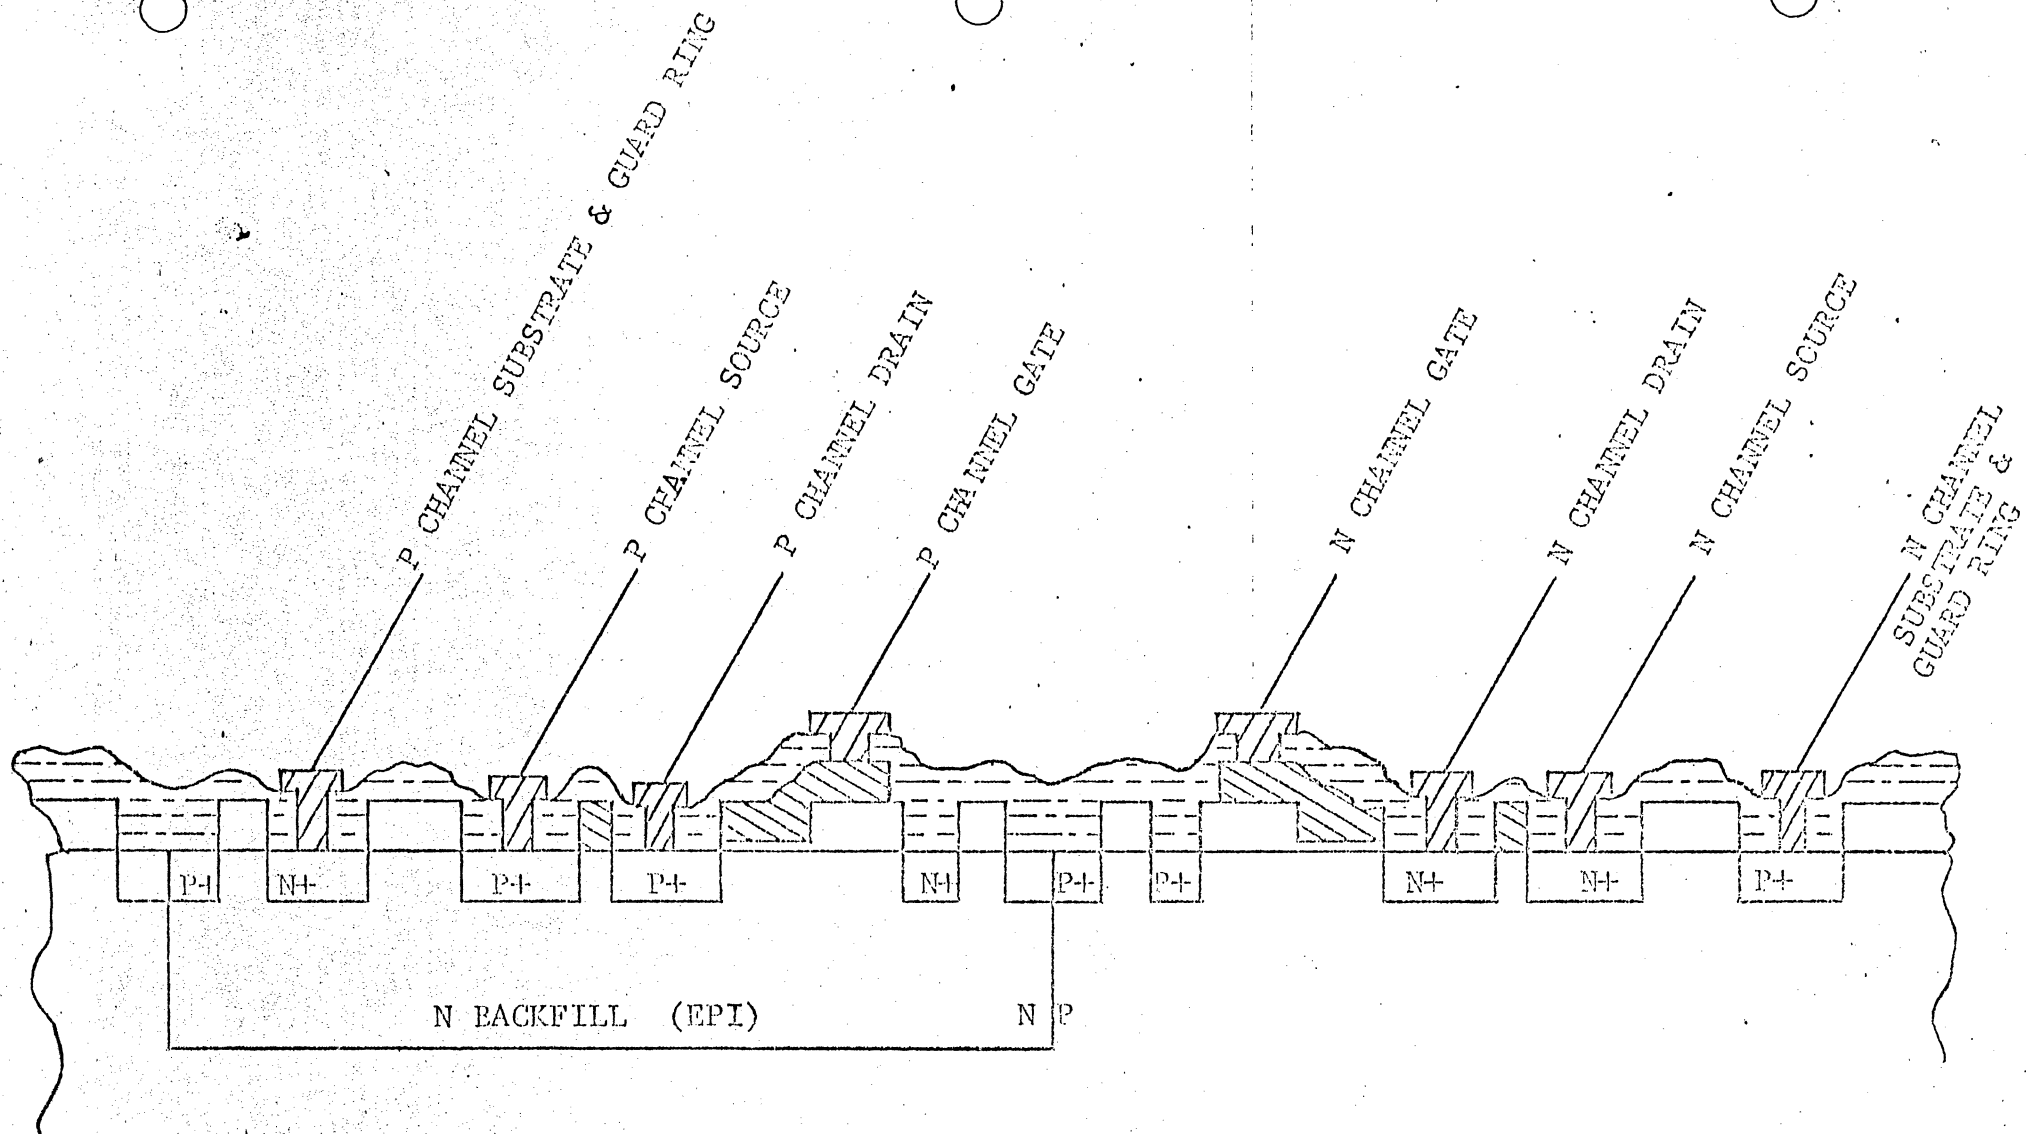 P CHANNEL SUBSTRATE & GUARD RING
P CHANNEL SOURCE
P CHANNEL DRAIN
P CHANNEL GATE
N CHANNEL GATE
N CHANNEL DRAIN
N CHANNEL SOURCE
N CHANNEL
SUBSTRATE &
GUARD RING
P+ N+ P+ P+ N+ P+ P+ N+ N+ P+
N BACKFILL (EPI) N P